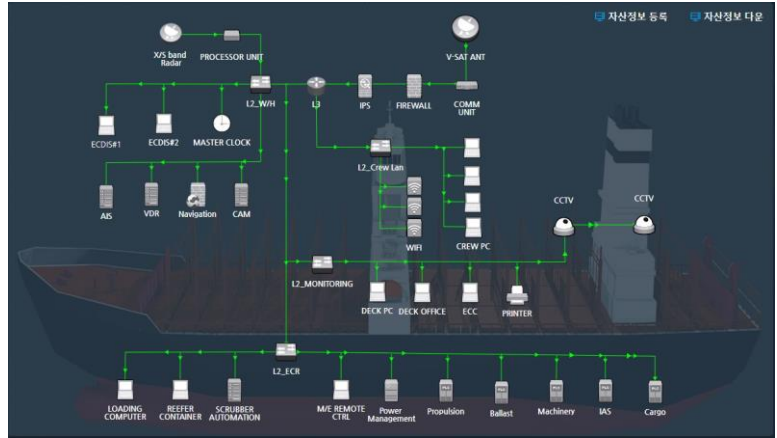 자산정보 등록
자산정보 다운
X/S band
Radar
PROCESSOR UNIT
V-SAT ANT
L2_W/H
L3
IPS
FIREWALL
COMM
UNIT
ECDIS#1
ECDIS#2
MASTER CLOCK
L2_Crew Lan
AIS
VDR
Navigation
CAM
WIFI
CREW PC
CCTV
CCTV
L2_MONITORING
DECK PC
DECK OFFICE
ECC
PRINTER
L2_ECR
LOADING
COMPUTER
REEFER
CONTAINER
SCRUBBER
AUTOMATION
M/E REMOTE
CTRL
Power
Management
Propulsion
Ballast
Machinery
IAS
Cargo